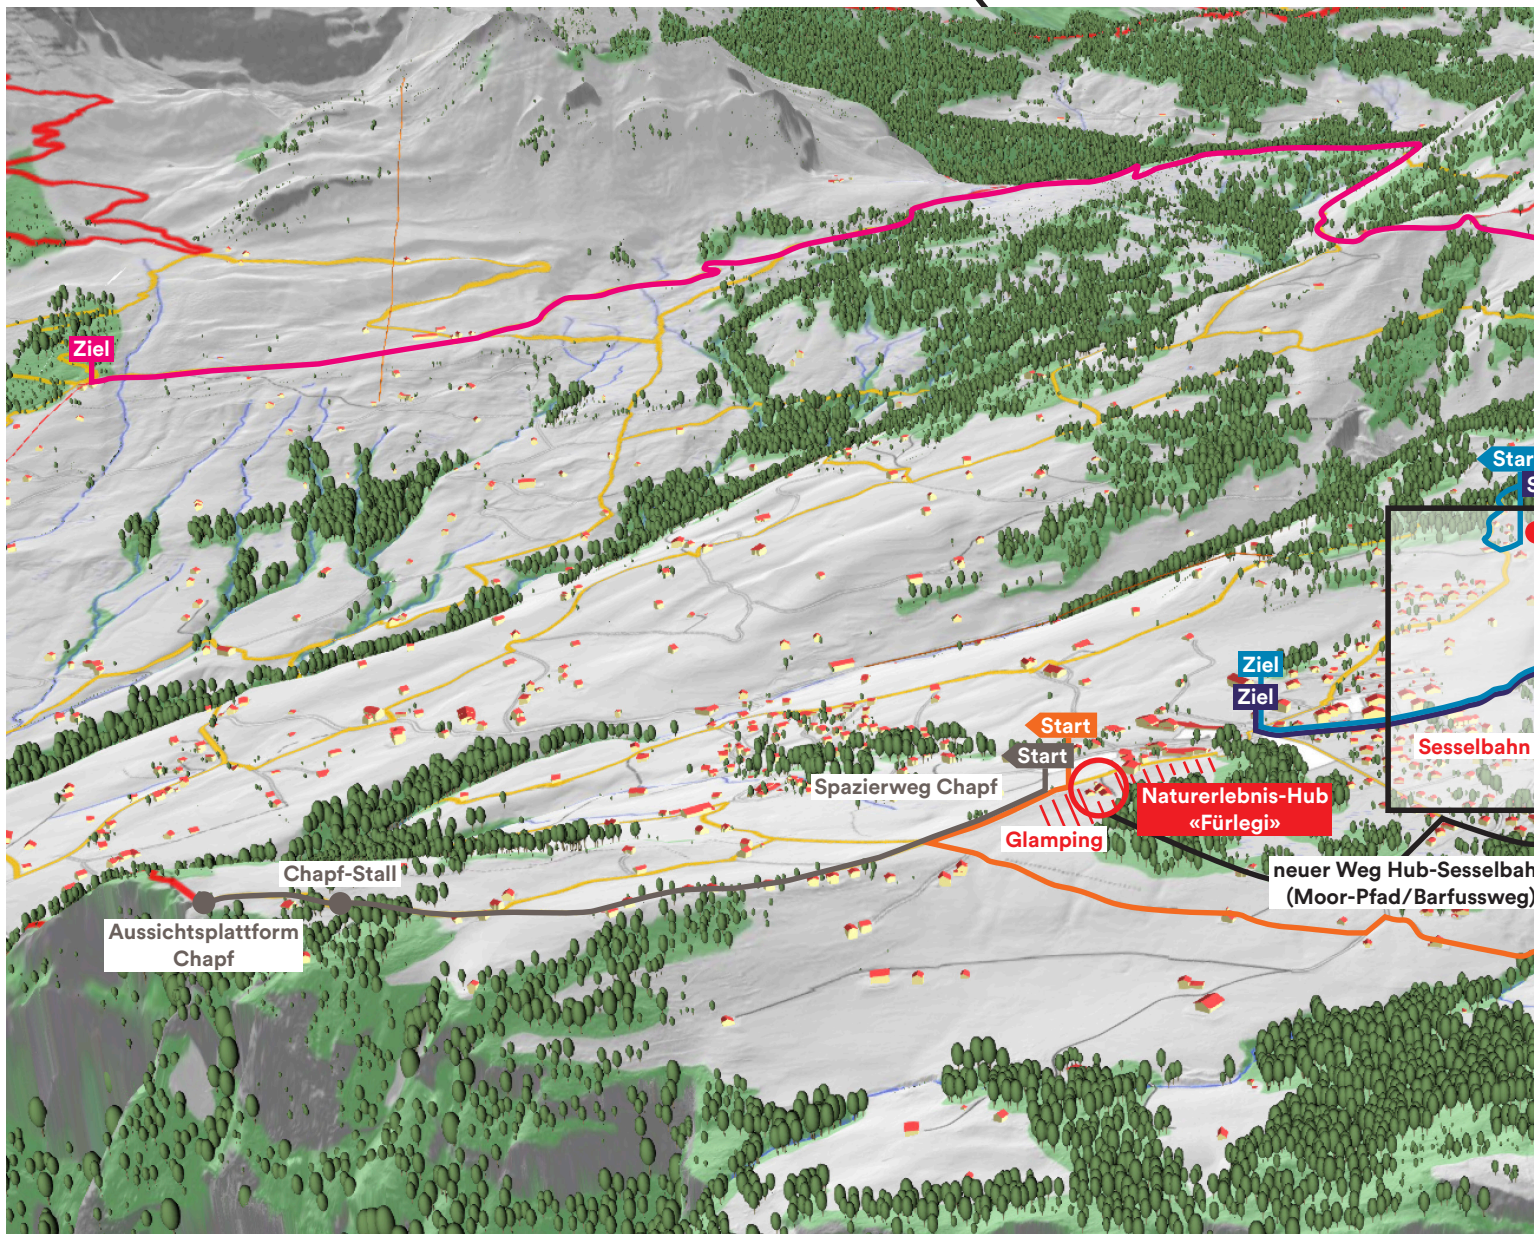 Ziel
Star
S
Ziel
Ziel
Start
Start
Sesselbahn
Spazierweg Chapf
Naturerlebnis-Hub
«Fürlegi»
Glamping
Chapf-Stall
neuer Weg Hub-Sesselbah
(Moor-Pfad/Barfussweg)
Aussichtsplattform
Chapf